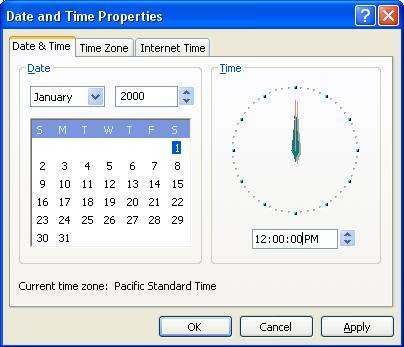 Date and Time Properties
Date & Time Time Zone Internet Time
Date
January 2000
S M T W T F S
1
2 3 4 5 6 7 8
9 10 11 12 13 14 15
16 17 18 19 20 21 22
23 24 25 26 27 28 29
30 31
Time
12:00:00 PM
Current time zone: Pacific Standard Time
OK Cancel Apply